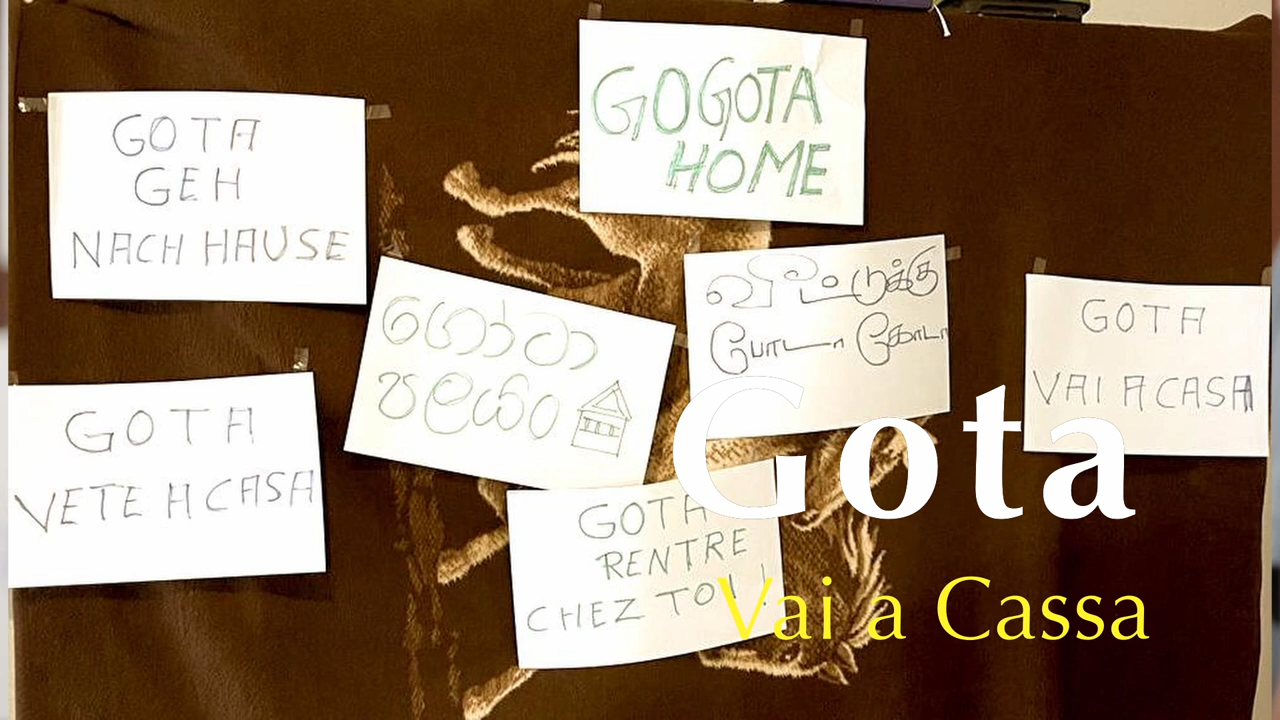 GOGOTA
HOME
GOTA
GEH
NACH HAUSE
ගෝඨා
පලයං
வீட்டுக்கு
போடா கோடா
GOTA
VAI A CASA
GOTA
VETE A CASA
GOTA
RENTRE
CHEZ TOI!
Gota
Vai a Cassa